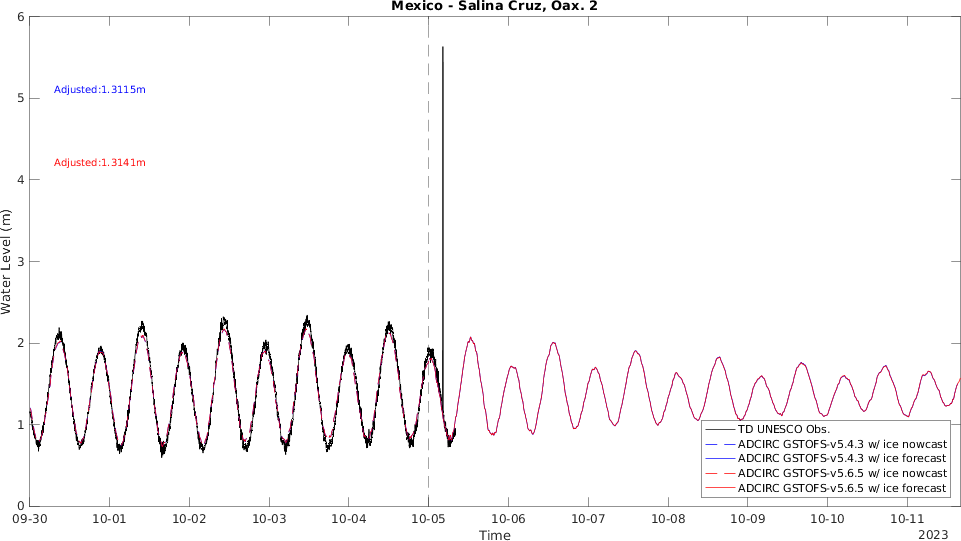 Mexico - Salina Cruz, Oax. 2
6
Adjusted:1.3115m
5
Adjusted:1.3141m
4
Water Level (m)
3
2
1
TD UNESCO Obs.
ADCIRC GSTOFS-v5.4.3 w/ ice nowcast
ADCIRC GSTOFS-v5.4.3 w/ ice forecast
ADCIRC GSTOFS-v5.6.5 w/ ice nowcast
ADCIRC GSTOFS-v5.6.5 w/ ice forecast
0
09-30 10-01 10-02 10-03 10-04 10-05 10-06 10-07 10-08 10-09 10-10 10-11
Time
2023